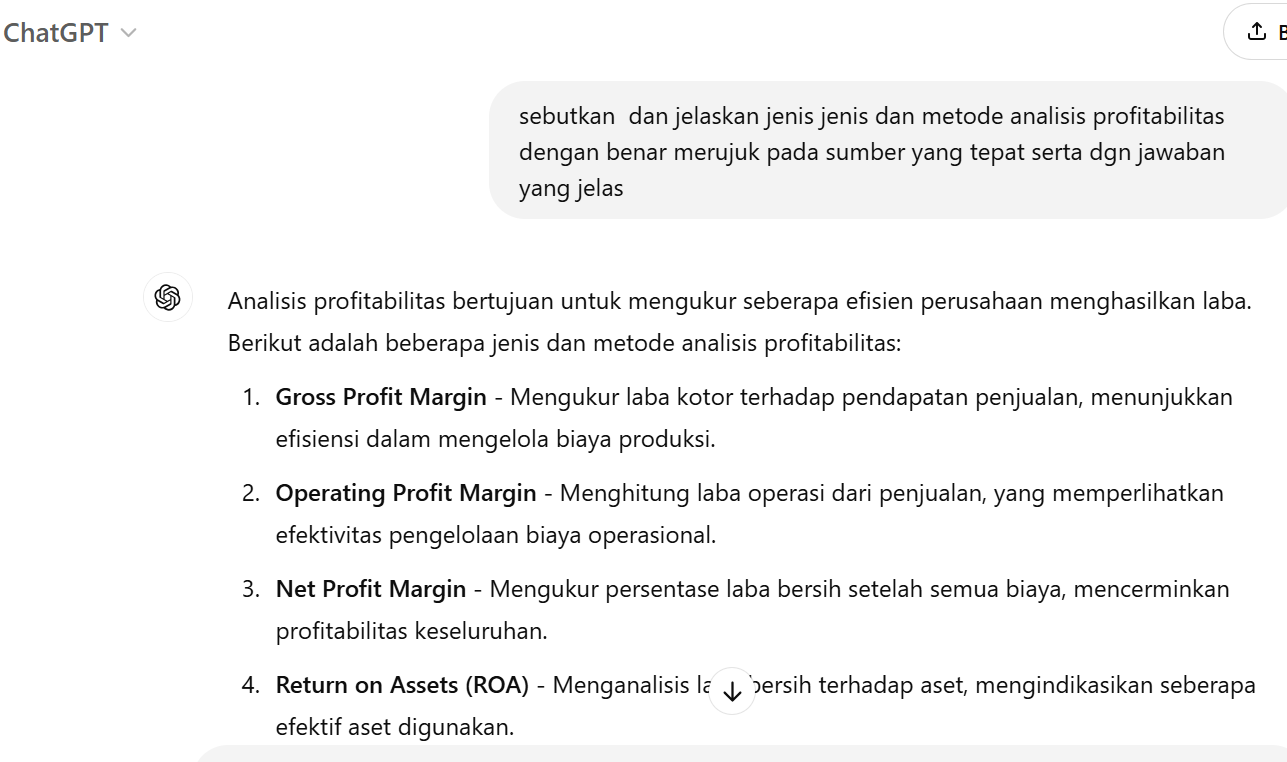 ChatGPT
sebutkan  dan jelaskan jenis jenis dan metode analisis profitabilitas
dengan benar merujuk pada sumber yang tepat serta dgn jawaban
yang jelas
Analisis profitabilitas bertujuan untuk mengukur seberapa efisien perusahaan menghasilkan laba.
Berikut adalah beberapa jenis dan metode analisis profitabilitas:
1. Gross Profit Margin - Mengukur laba kotor terhadap pendapatan penjualan, menunjukkan
efisiensi dalam mengelola biaya produksi.
2. Operating Profit Margin - Menghitung laba operasi dari penjualan, yang memperlihatkan
efektivitas pengelolaan biaya operasional.
3. Net Profit Margin - Mengukur persentase laba bersih setelah semua biaya, mencerminkan
profitabilitas keseluruhan.
4. Return on Assets (ROA) - Menganalisis bersih terhadap aset, mengindikasikan seberapa
efektif aset digunakan.